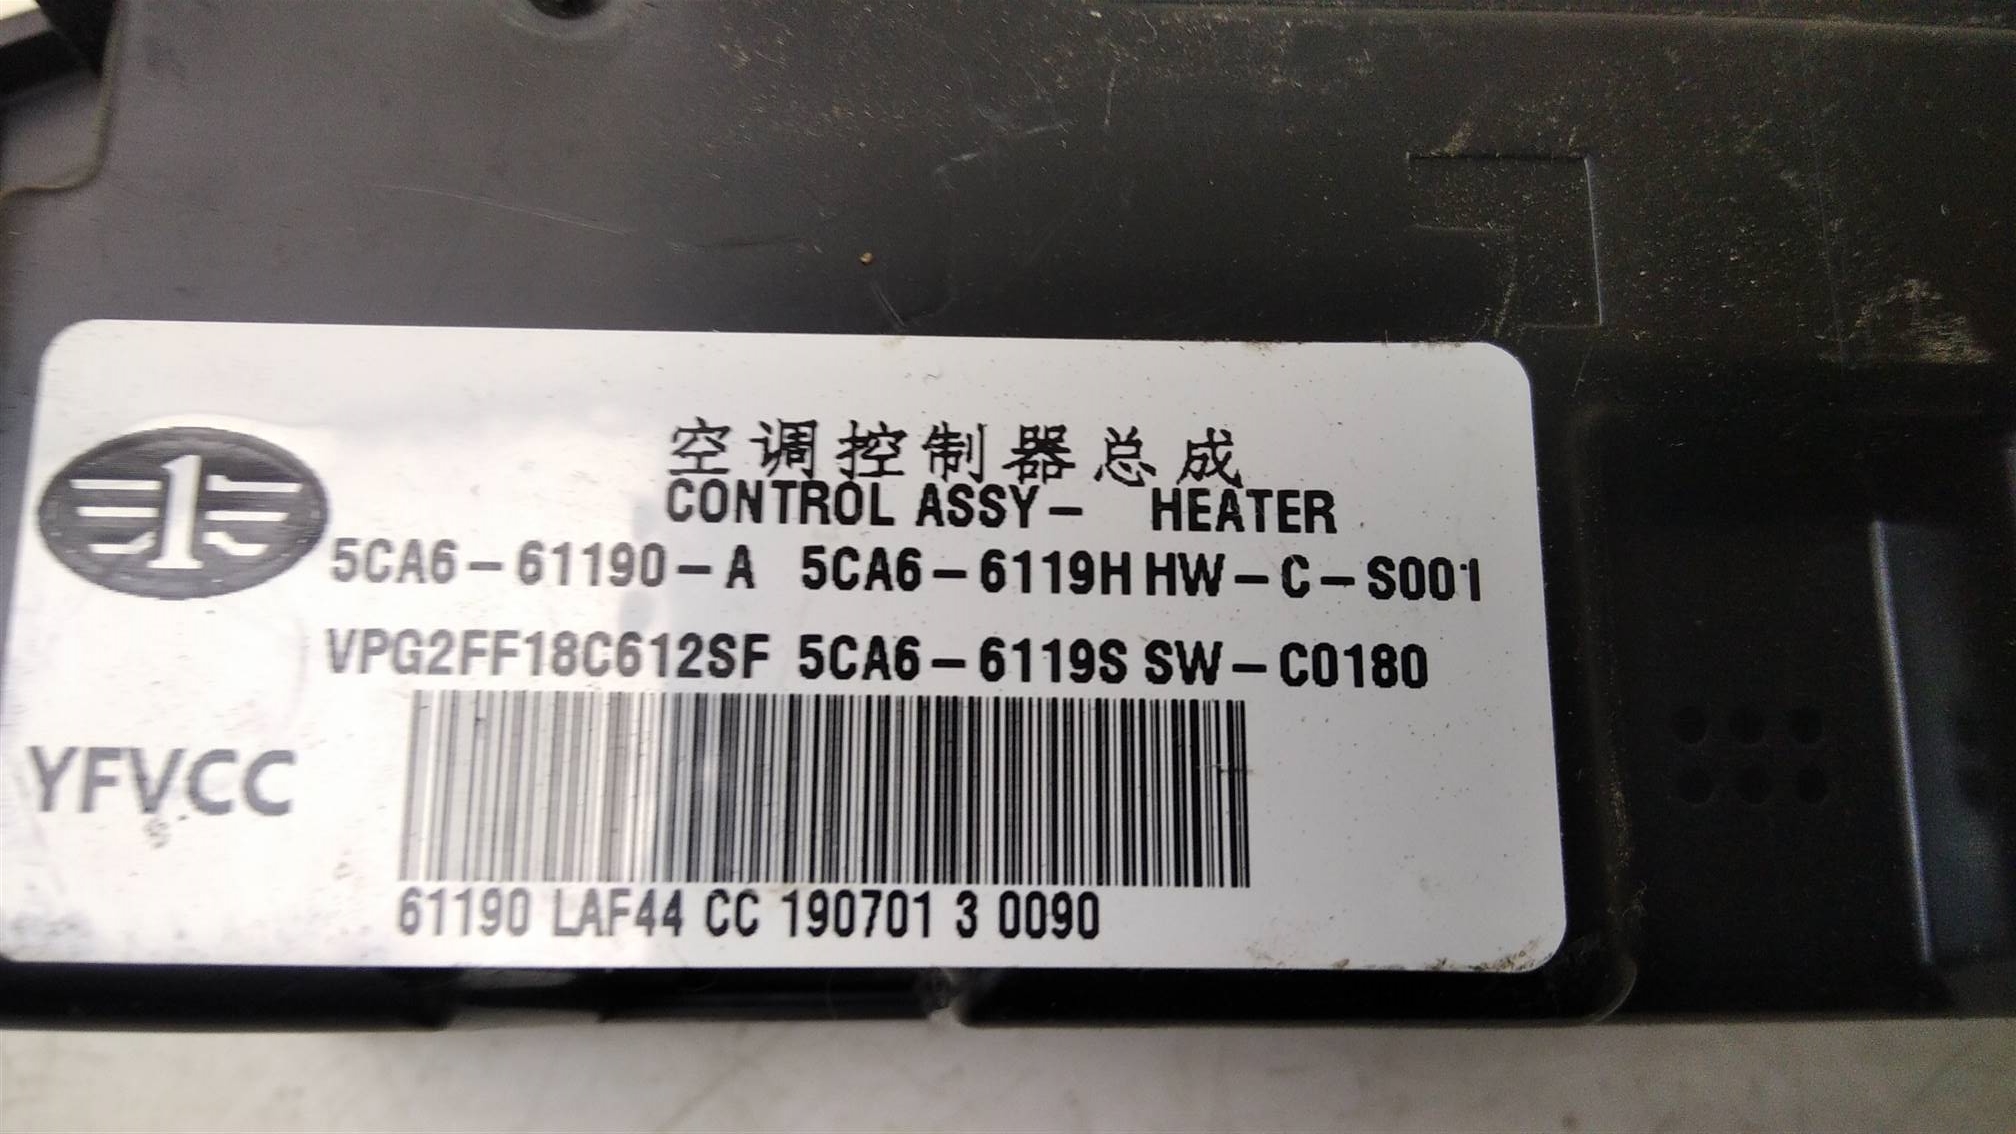 空调控制器总成
CONTROL ASSY- HEATER
5CA6-61190-A 5CA6-6119H HW-C-S001
VPG2FF18C612SF 5CA6-6119S SW-C0180
YFVCC
61190 LAF44 CC 190701 3 0090